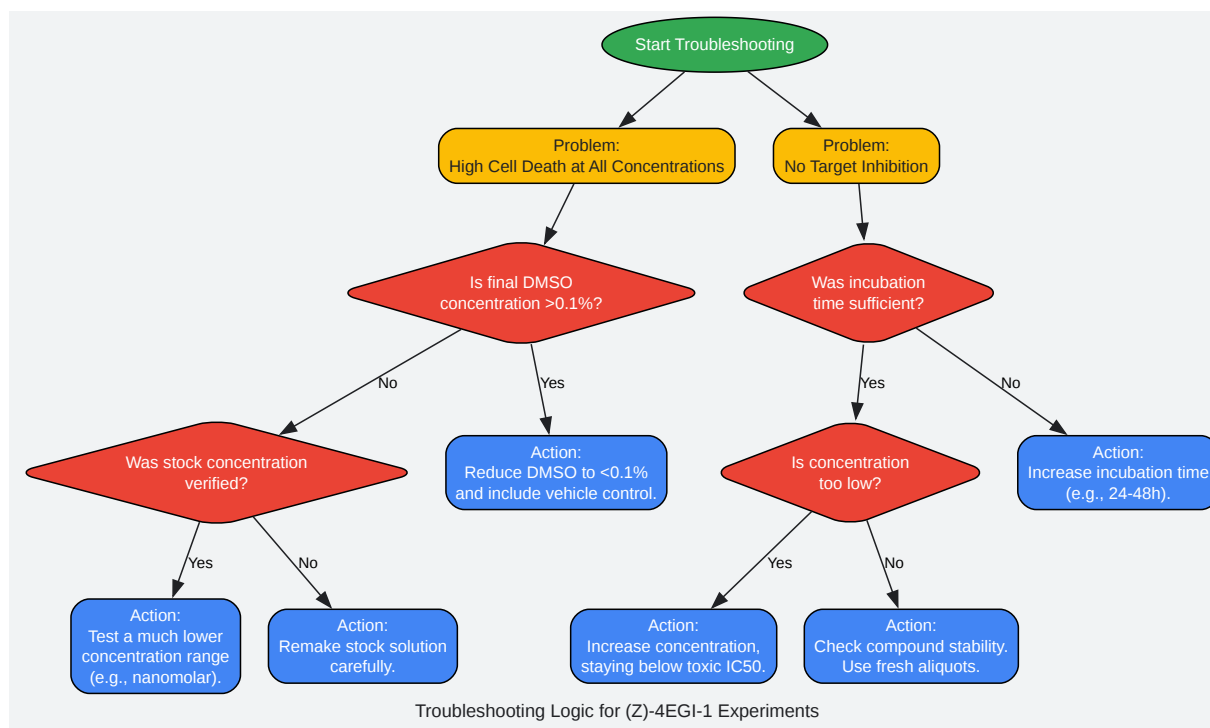 Start Troubleshooting
Problem:
High Cell Death at All Concentrations
Problem:
No Target Inhibition
Is final DMSO
concentration >0.1%?
Was incubation
time sufficient?
No
Yes
Yes
No
Was stock concentration
verified?
Action:
Reduce DMSO to <0.1%
and include vehicle control.
Is concentration
too low?
Action:
Increase incubation time
(e.g., 24-48h).
Yes
No
Yes
No
Action:
Test a much lower
concentration range
(e.g., nanomolar).
Action:
Remake stock solution
carefully.
Action:
Increase concentration,
staying below toxic IC50.
Action:
Check compound stability.
Use fresh aliquots.
Troubleshooting Logic for (Z)-4EGI-1 Experiments